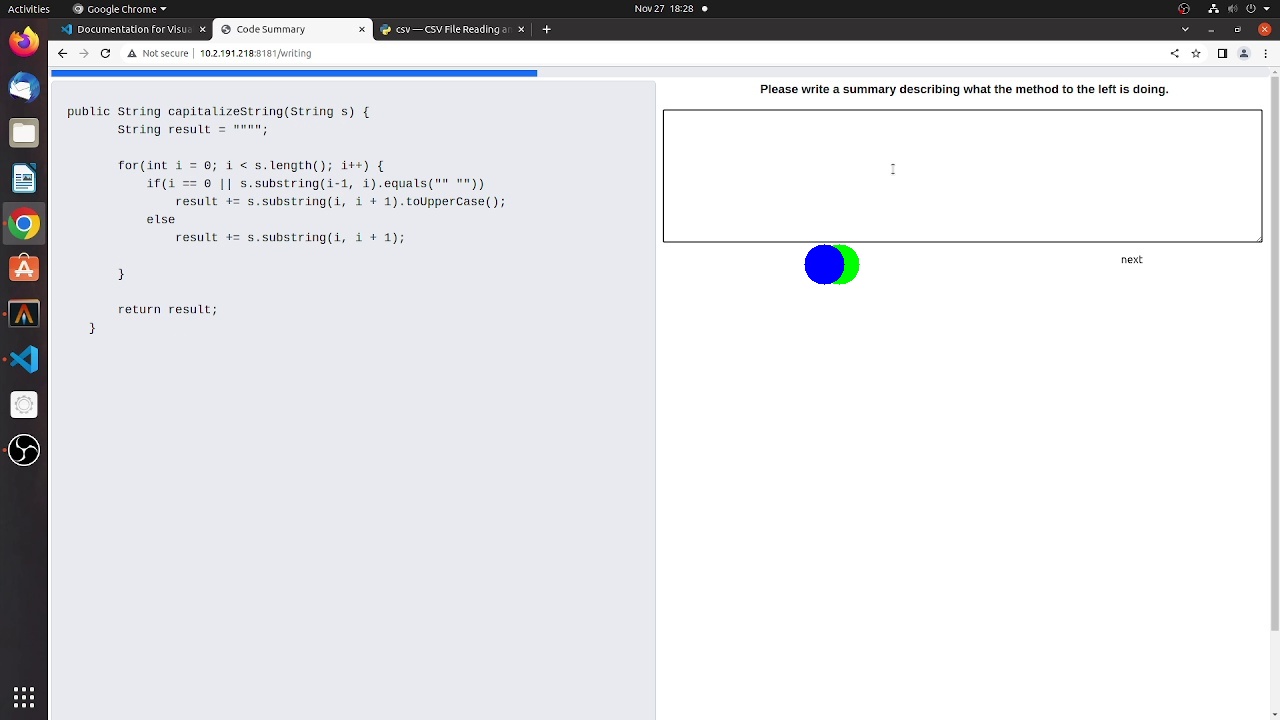 Activities
Google Chrome
Nov 27 18:28
Documentation for Visua
Code Summary
csv — CSV File Reading an
Not secure
10.2.191.218:8181/writing
public String capitalizeString(String s) {
String result = """";
for(int i = 0; i < s.length(); i++) {
if(i == 0 || s.substring(i-1, i).equals("" ""))
result += s.substring(i, i + 1).toUpperCase();
else
result += s.substring(i, i + 1);
}
return result;
}
Please write a summary describing what the method to the left is doing.
next